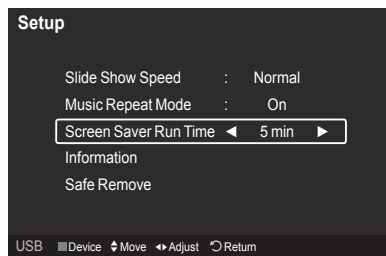 Setup
Slide Show Speed : Normal
Music Repeat Mode : On
Screen Saver Run Time ◀ 5 min ▶
Information
Safe Remove
USB Device Move Adjust Return